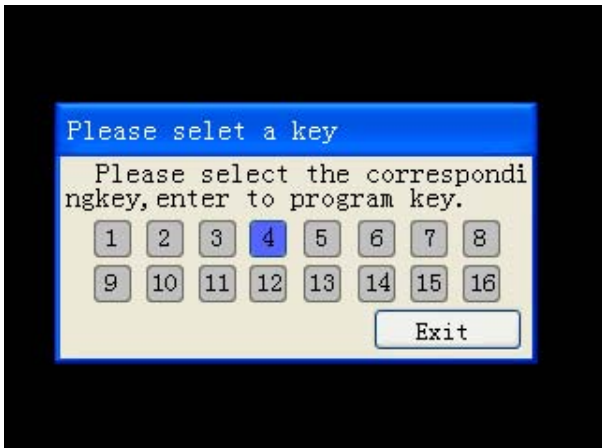 Please selet a key
Please select the correspondi
ngkey,enter to program key.
1 2 3 4 5 6 7 8
9 10 11 12 13 14 15 16
Exit